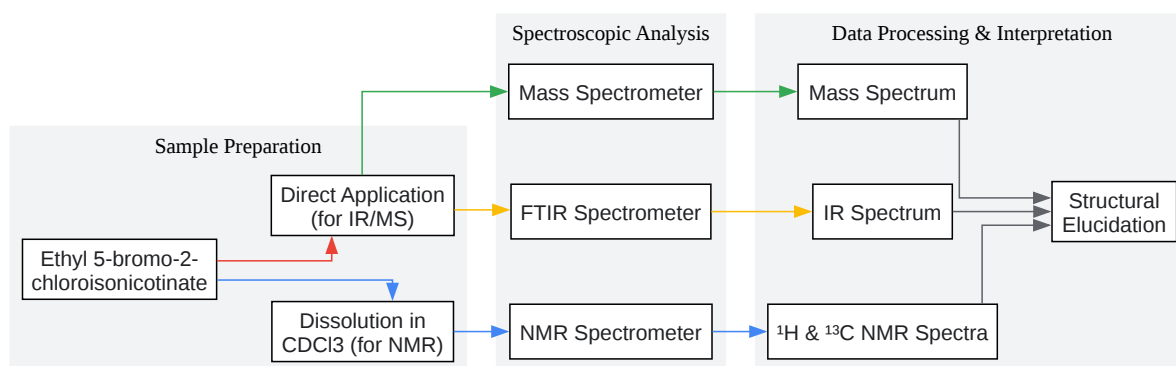 Spectroscopic Analysis
Data Processing & Interpretation
Mass Spectrometer
Mass Spectrum
Sample Preparation
Direct Application
(for IR/MS)
FTIR Spectrometer
IR Spectrum
Structural
Elucidation
Ethyl 5-bromo-2-
chloroisonicotinate
Dissolution in
CDCl3 (for NMR)
NMR Spectrometer
¹H & ¹³C NMR Spectra